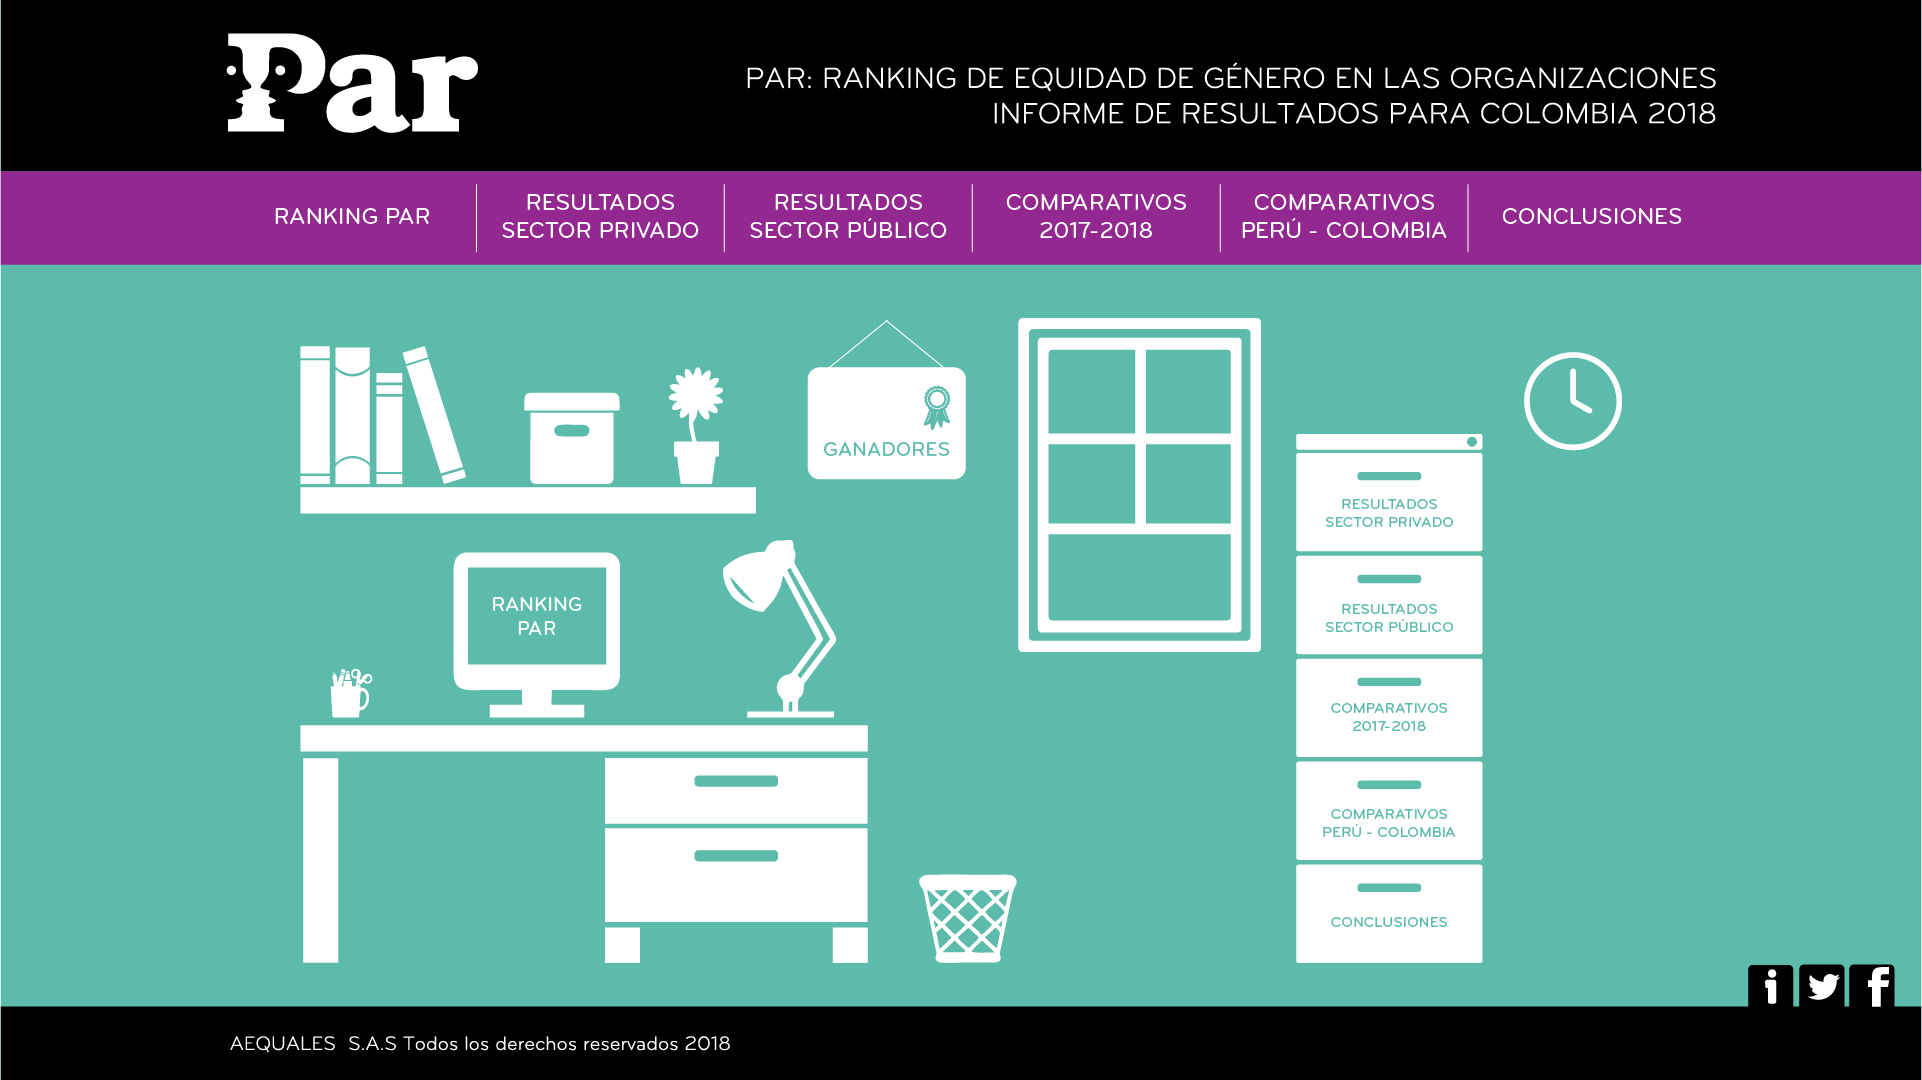 Par
PAR: RANKING DE EQUIDAD DE GÉNERO EN LAS ORGANIZACIONES
INFORME DE RESULTADOS PARA COLOMBIA 2018
RANKING PAR
RESULTADOS
SECTOR PRIVADO
RESULTADOS
SECTOR PÚBLICO
COMPARATIVOS
2017-2018
COMPARATIVOS
PERÚ - COLOMBIA
CONCLUSIONES
GANADORES
RANKING
PAR
RESULTADOS
SECTOR PRIVADO
RESULTADOS
SECTOR PÚBLICO
COMPARATIVOS
2017-2018
COMPARATIVOS
PERÚ - COLOMBIA
CONCLUSIONES
i
f
AEQUALES S.A.S Todos los derechos reservados 2018